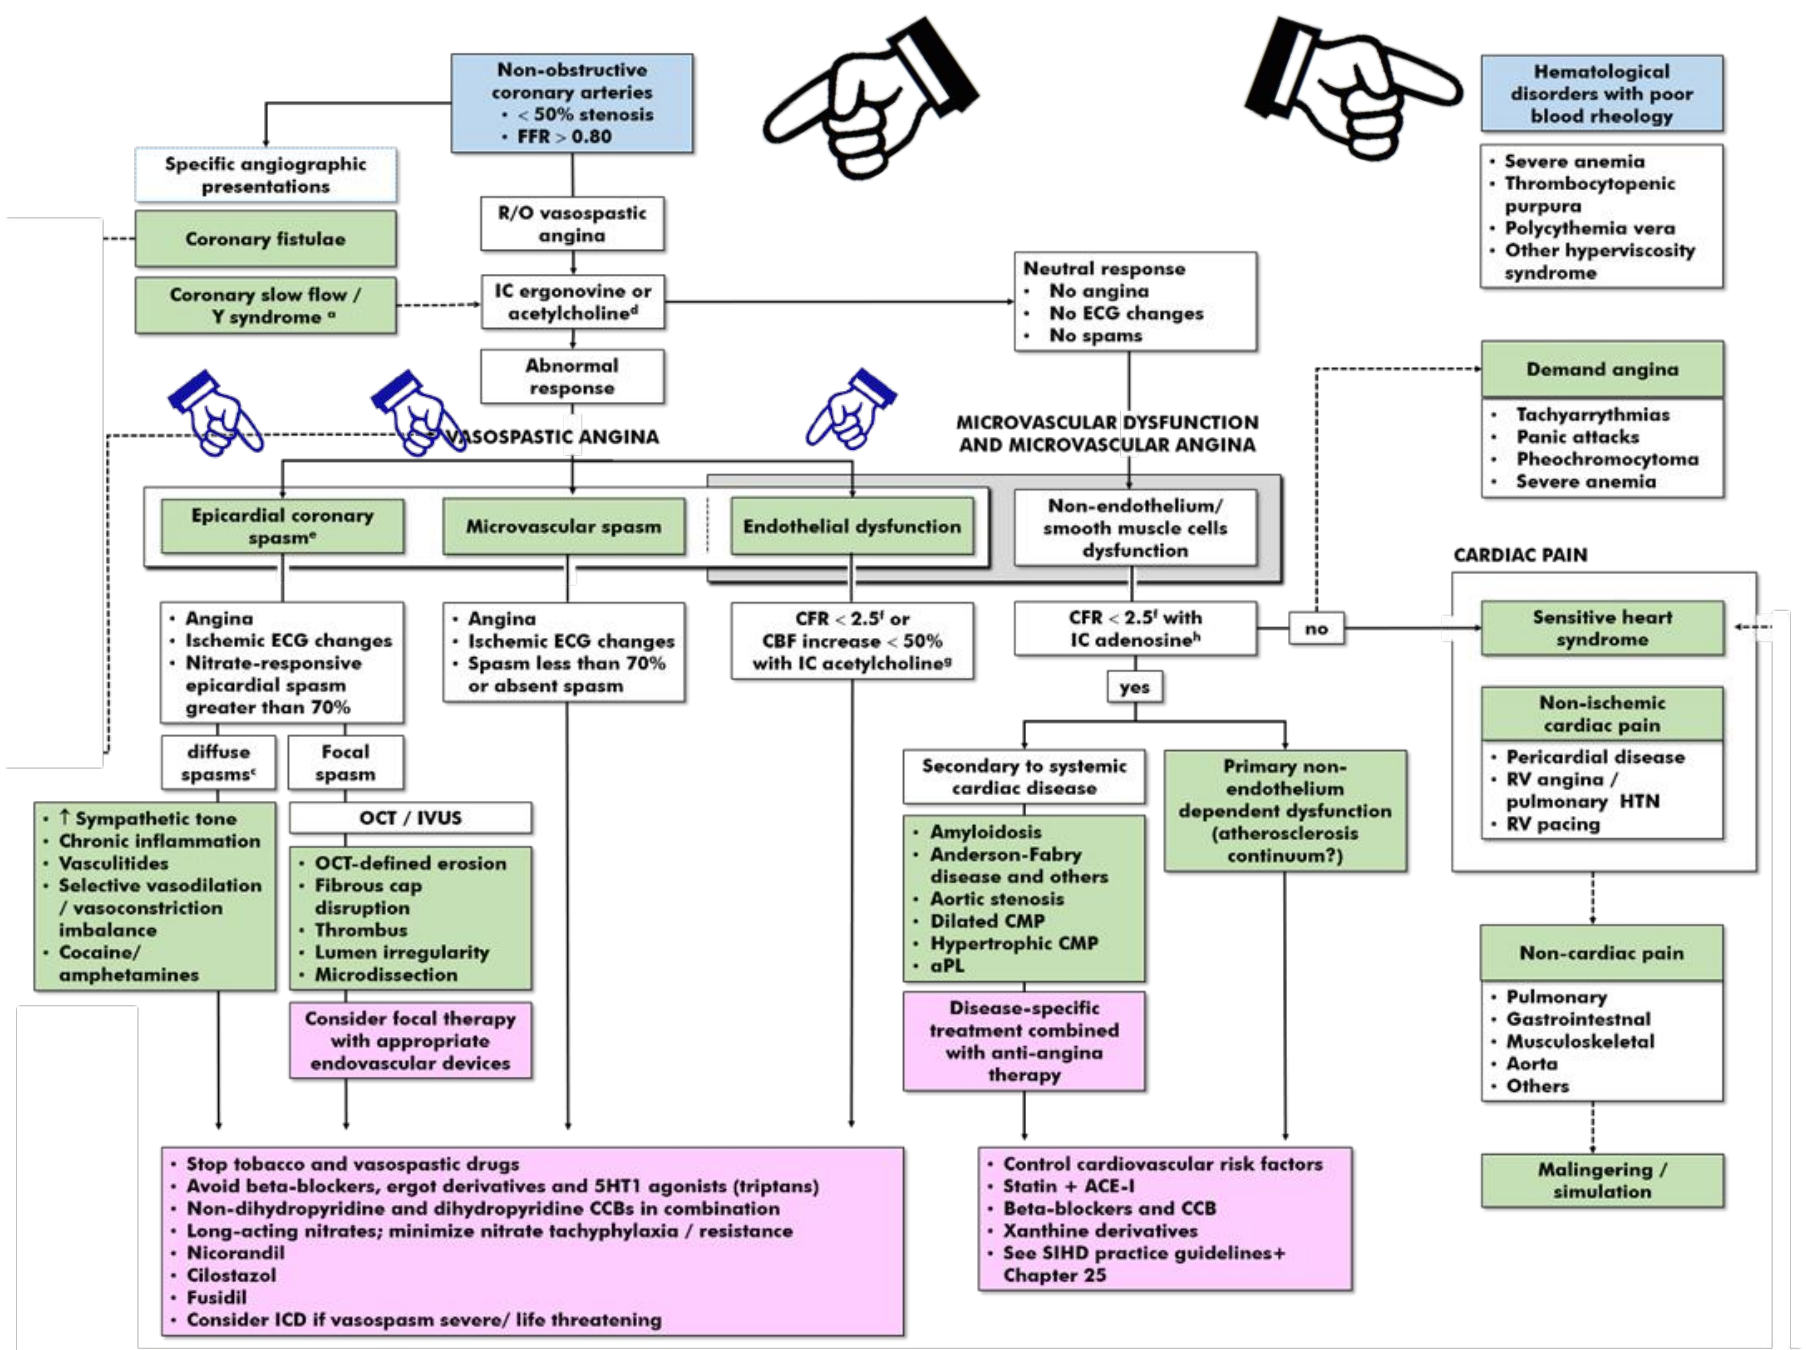 Non-obstructive
coronary arteries
• < 50% stenosis
• FFR > 0.80
Hematological
disorders with poor
blood rheology
• Severe anemia
• Thrombocytopenic
purpura
• Polycythemia vera
• Other hyperviscosity
syndrome
Specific angiographic
presentations
Coronary fistulae
Coronary slow flow /
Y syndrome ᵃ
R/O vasospastic
angina
IC ergonovine or
acetylcholineᵈ
Abnormal
response
Neutral response
• No angina
• No ECG changes
• No spams
Demand angina
• Tachyarrythmias
• Panic attacks
• Pheochromocytoma
• Severe anemia
VASOSPASTIC ANGINA
MICROVASCULAR DYSFUNCTION
AND MICROVASCULAR ANGINA
Epicardial coronary
spasmᵉ
Microvascular spasm
Endothelial dysfunction
Non-endothelium/
smooth muscle cells
dysfunction
• Angina
• Ischemic ECG changes
• Nitrate-responsive
epicardial spasm
greater than 70%
• Angina
• Ischemic ECG changes
• Spasm less than 70%
or absent spasm
CFR < 2.5ᶠ or
CBF increase < 50%
with IC acetylcholineᵍ
CFR < 2.5ᶠ with
IC adenosineʰ
no
yes
CARDIAC PAIN
Sensitive heart
syndrome
Non-ischemic
cardiac pain
• Pericardial disease
• RV angina /
pulmonary HTN
• RV pacing
diffuse
spasmsᶜ
Focal
spasm
• ↑ Sympathetic tone
• Chronic inflammation
• Vasculitides
• Selective vasodilation
/ vasoconstriction
imbalance
• Cocaine/
amphetamines
OCT / IVUS
• OCT-defined erosion
• Fibrous cap
disruption
• Thrombus
• Lumen irregularity
• Microdissection
Consider focal therapy
with appropriate
endovascular devices
Secondary to systemic
cardiac disease
• Amyloidosis
• Anderson-Fabry
disease and others
• Aortic stenosis
• Dilated CMP
• Hypertrophic CMP
• aPL
Disease-specific
treatment combined
with anti-angina
therapy
Primary non-
endothelium
dependent dysfunction
(atherosclerosis
continuum?)
Non-cardiac pain
• Pulmonary
• Gastrointestnal
• Musculoskeletal
• Aorta
• Others
Malingering /
simulation
• Stop tobacco and vasospastic drugs
• Avoid beta-blockers, ergot derivatives and 5HT1 agonists (triptans)
• Non-dihydropyridine and dihydropyridine CCBs in combination
• Long-acting nitrates; minimize nitrate tachyphylaxia / resistance
• Nicorandil
• Cilostazol
• Fusidil
• Consider ICD if vasospasm severe/ life threatening
• Control cardiovascular risk factors
• Statin + ACE-I
• Beta-blockers and CCB
• Xanthine derivatives
• See SIHD practice guidelines+
Chapter 25